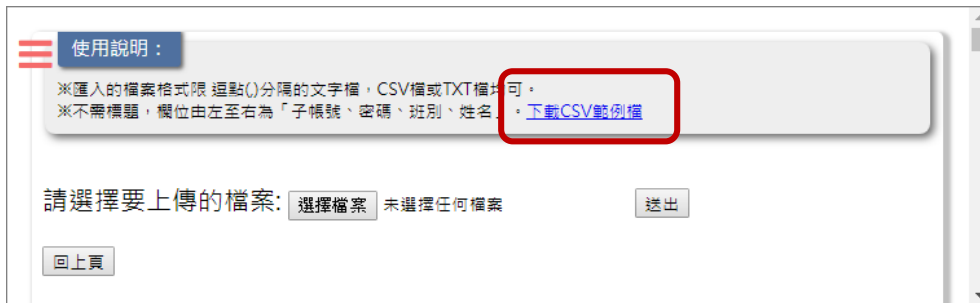 使用說明：
※匯入的檔案格式限 逗點(,)分隔的文字檔，CSV檔或TXT檔均可。
※不需標題，欄位由左至右為「子帳號、密碼、班別、姓名」。下載CSV範例檔
請選擇要上傳的檔案: 選擇檔案 未選擇任何檔案 送出
回上頁